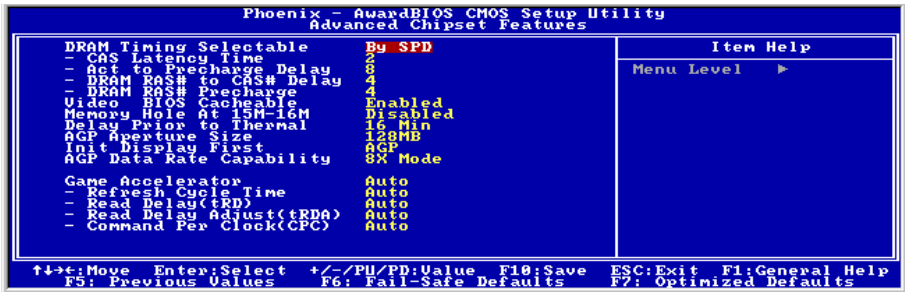 Phoenix - AwardBIOS CMOS Setup Utility
Advanced Chipset Features
DRAM Timing Selectable By SPD
- CAS Latency Time 2
- Act to Precharge Delay 8
- DRAM RAS# to CAS# Delay 4
- DRAM RAS# Precharge 4
Video BIOS Cacheable Enabled
Memory Hole At 15M-16M Disabled
Delay Prior to Thermal 16 Min
AGP Aperture Size 128MB
Init Display First AGP
AGP Data Rate Capability 8X Mode
Game Accelerator Auto
- Refresh Cycle Time Auto
- Read Delay(tRD) Auto
- Read Delay Adjust(tRDA) Auto
- Command Per Clock(CPC) Auto
Item Help
Menu Level ►
↑↓→←:Move Enter:Select +/-/PU/PD:Value F10:Save ESC:Exit F1:General Help
F5: Previous Values F6: Fail-Safe Defaults F7: Optimized Defaults